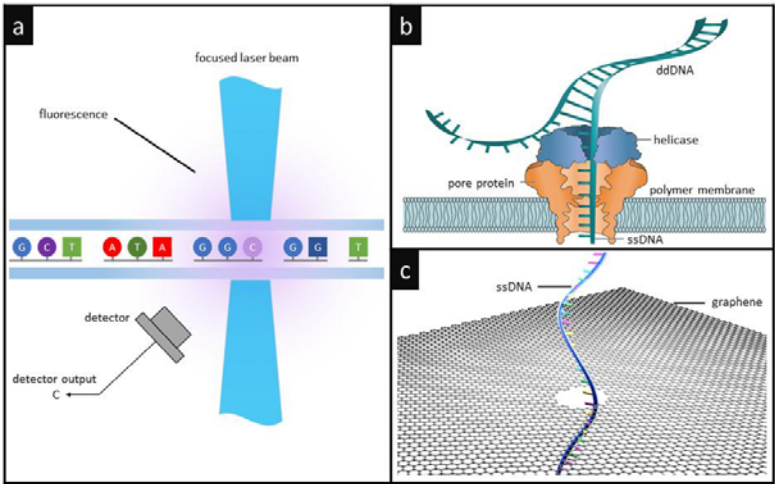 a
focused laser beam
fluorescence
G C T A T A G G C G G T
detector
detector output
C
b
ddDNA
helicase
pore protein
polymer membrane
ssDNA
c
ssDNA
graphene